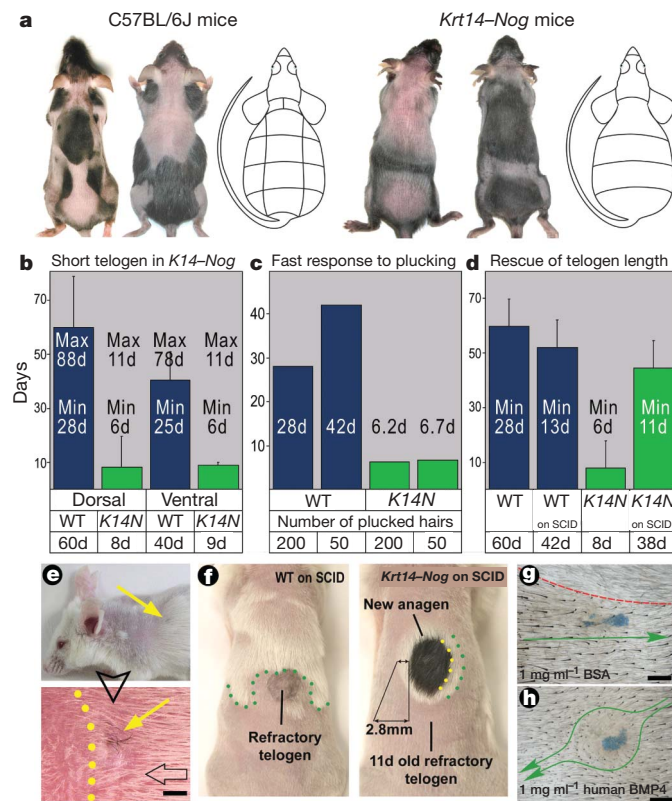 a
C57BL/6J mice
Krt14–Nog mice
b Short telogen in K14–Nog
Days
70
50
30
10
Max
88d
Min
28d
Max
11d
Min
6d
Max
78d
Min
25d
Max
11d
Min
6d
Dorsal
Ventral
WT K14N WT K14N
60d 8d 40d 9d
c Fast response to plucking
40
30
20
10
28d
42d
6.2d
6.7d
WT
K14N
Number of plucked hairs
200 50 200 50
d Rescue of telogen length
70
50
30
10
Min
28d
Min
13d
Min
6d
Min
11d
WT
WT
on SCID
K14N
K14N
on SCID
60d 42d 8d 38d
e
f
WT on SCID
Refractory
telogen
Krt14–Nog on SCID
New anagen
2.8mm
11d old refractory
telogen
g
1 mg ml⁻¹ BSA
h
1 mg ml⁻¹ human BMP4